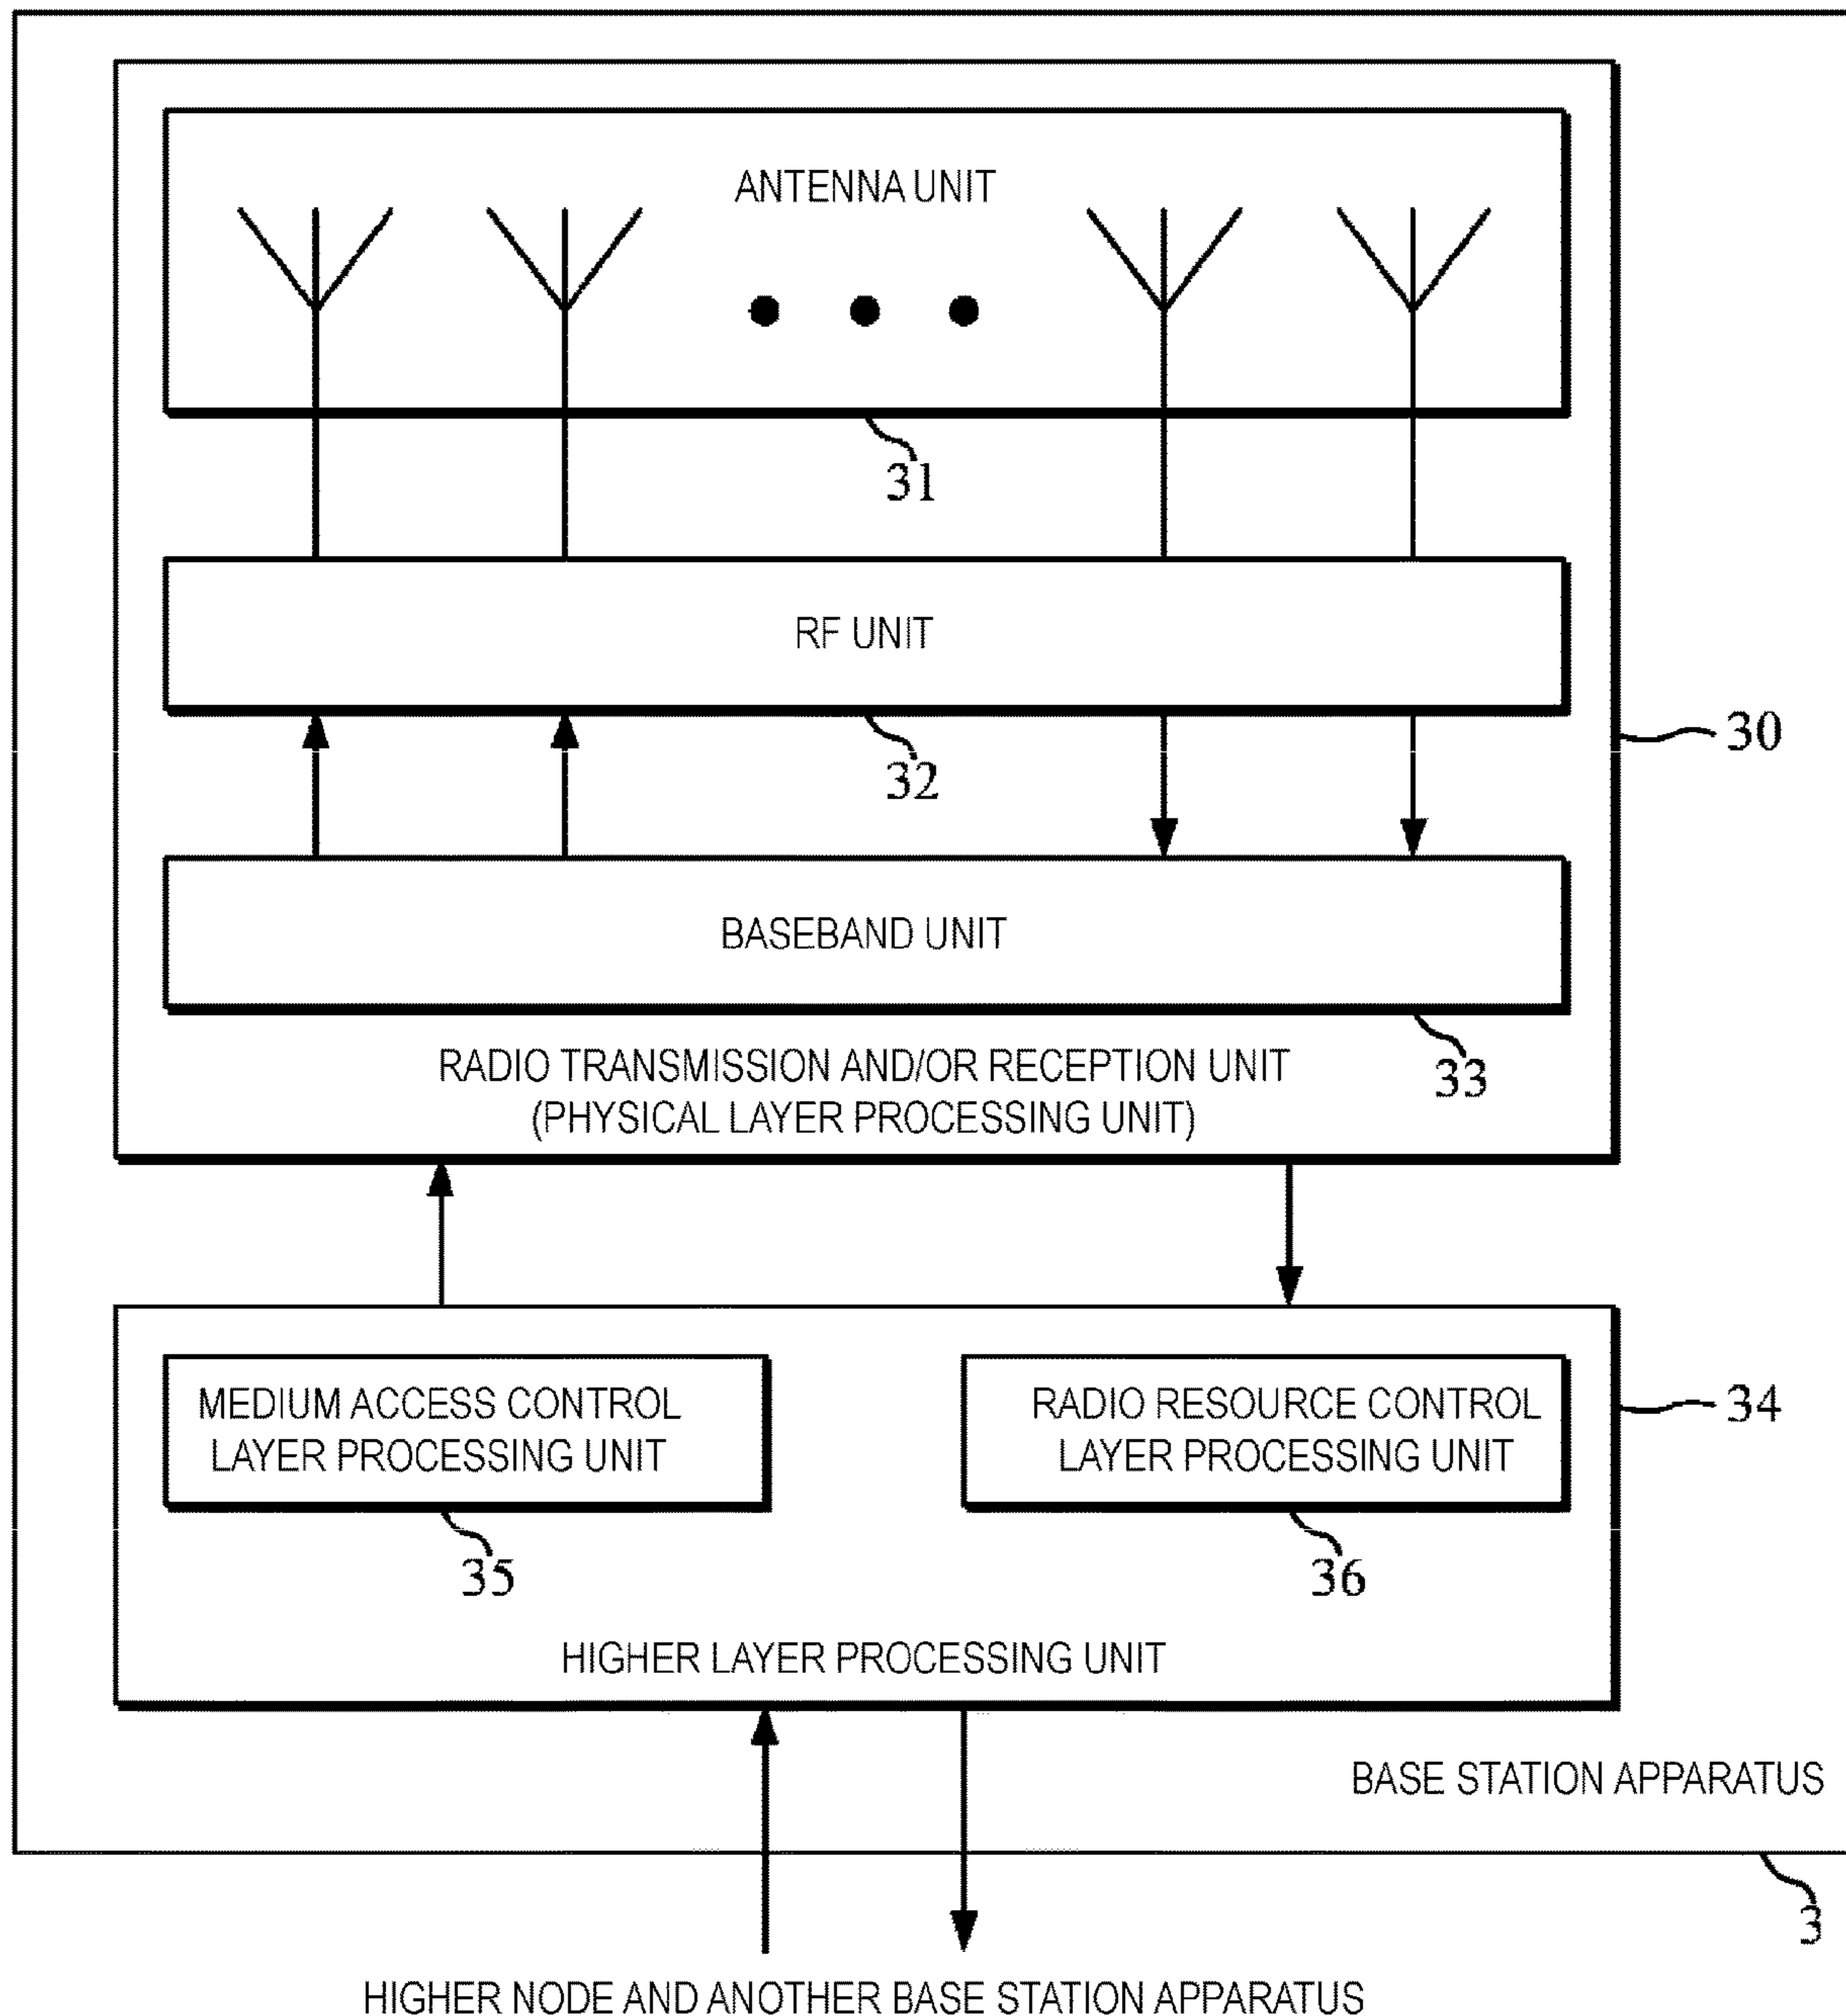 ANTENNA UNIT
31
RF UNIT
32
30
BASEBAND UNIT
33
RADIO TRANSMISSION AND/OR RECEPTION UNIT
(PHYSICAL LAYER PROCESSING UNIT)
MEDIUM ACCESS CONTROL
LAYER PROCESSING UNIT
35
RADIO RESOURCE CONTROL
LAYER PROCESSING UNIT
36
34
HIGHER LAYER PROCESSING UNIT
BASE STATION APPARATUS
3
HIGHER NODE AND ANOTHER BASE STATION APPARATUS